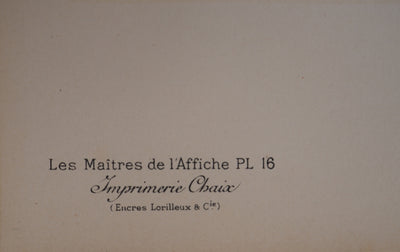 Les Maîtres de l'Affiche PL 16
Imprimerie Chaix
(Encres Lorilleux & Cie)